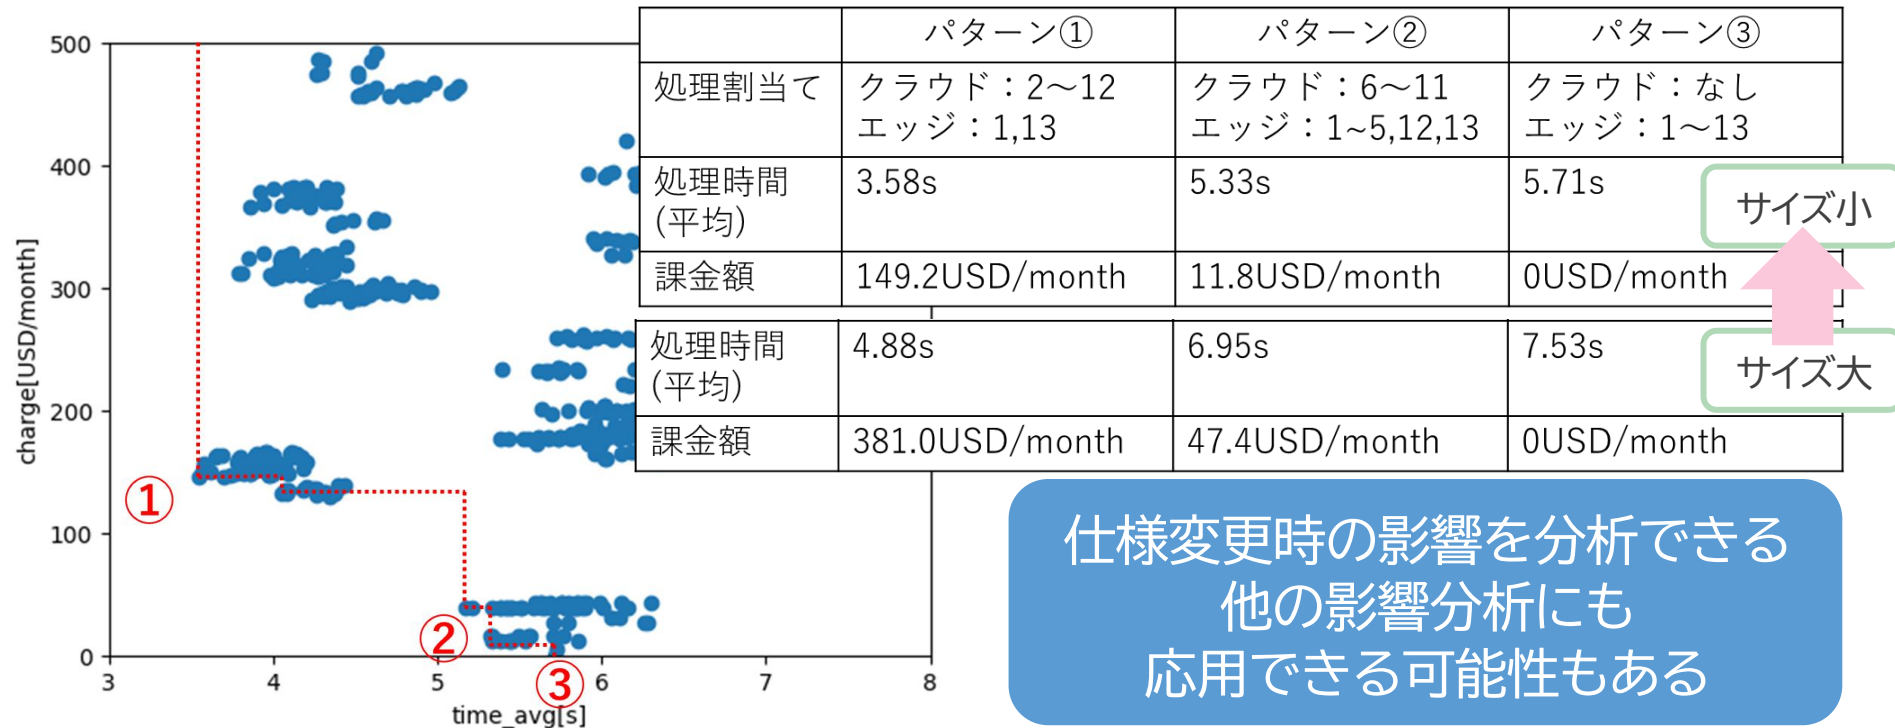 500
400
300
200
100
0
3
4
5
6
7
8
charge[USD/month]
time_avg[s]
①
②
③
パターン①
パターン②
パターン③
処理割当て
クラウド：2～12
エッジ：1,13
クラウド：6～11
エッジ：1~5,12,13
クラウド：なし
エッジ：1～13
処理時間
(平均)
3.58s
5.33s
5.71s
課金額
149.2USD/month
11.8USD/month
0USD/month
サイズ小
処理時間
(平均)
4.88s
6.95s
7.53s
課金額
381.0USD/month
47.4USD/month
0USD/month
サイズ大
仕様変更時の影響を分析できる
他の影響分析にも
応用できる可能性もある